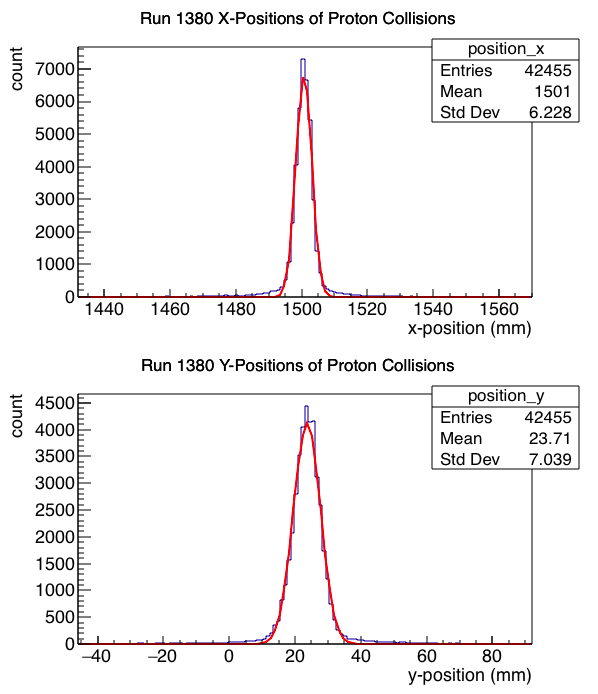 Run 1380 X-Positions of Proton Collisions
count
position_x
Entries 42455
Mean 1501
Std Dev 6.228
7000
6000
5000
4000
3000
2000
1000
0
1440 1460 1480 1500 1520 1540 1560
x-position (mm)
Run 1380 Y-Positions of Proton Collisions
count
position_y
Entries 42455
Mean 23.71
Std Dev 7.039
4500
4000
3500
3000
2500
2000
1500
1000
500
0
−40 −20 0 20 40 60 80
y-position (mm)